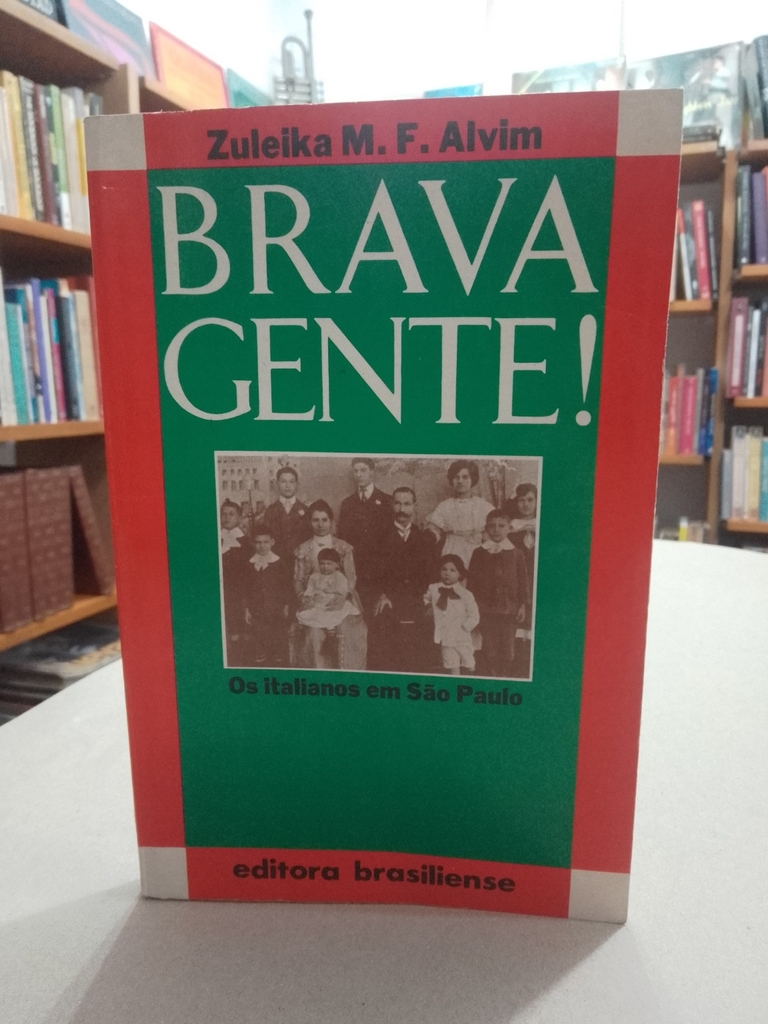 Zuleika M. F. Alvim
BRAVA
GENTE!
Os italianos em São Paulo
editora brasiliense